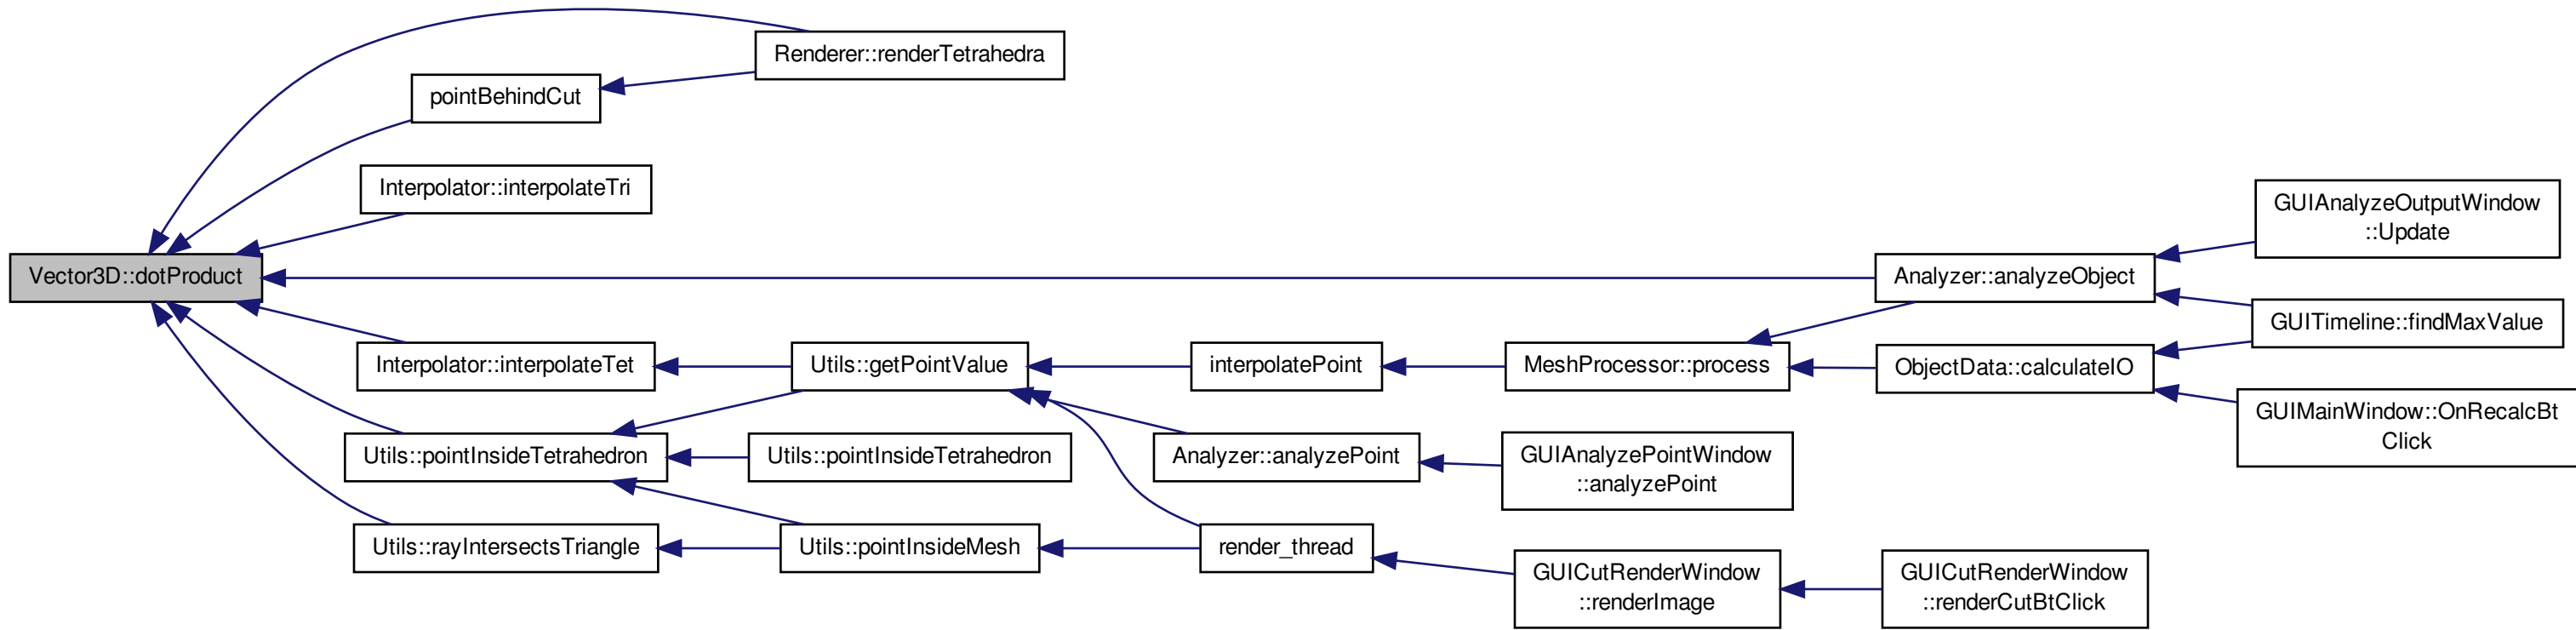 Renderer::renderTetrahedra
pointBehindCut
Interpolator::interpolateTri
Vector3D::dotProduct
Analyzer::analyzeObject
GUIAnalyzeOutputWindow
::Update
GUITimeline::findMaxValue
Interpolator::interpolateTet
Utils::getPointValue
interpolatePoint
MeshProcessor::process
ObjectData::calculateIO
GUIMainWindow::OnRecalcBt
Click
Utils::pointInsideTetrahedron
Utils::pointInsideTetrahedron
Analyzer::analyzePoint
GUIAnalyzePointWindow
::analyzePoint
Utils::rayIntersectsTriangle
Utils::pointInsideMesh
render_thread
GUICutRenderWindow
::renderImage
GUICutRenderWindow
::renderCutBtClick